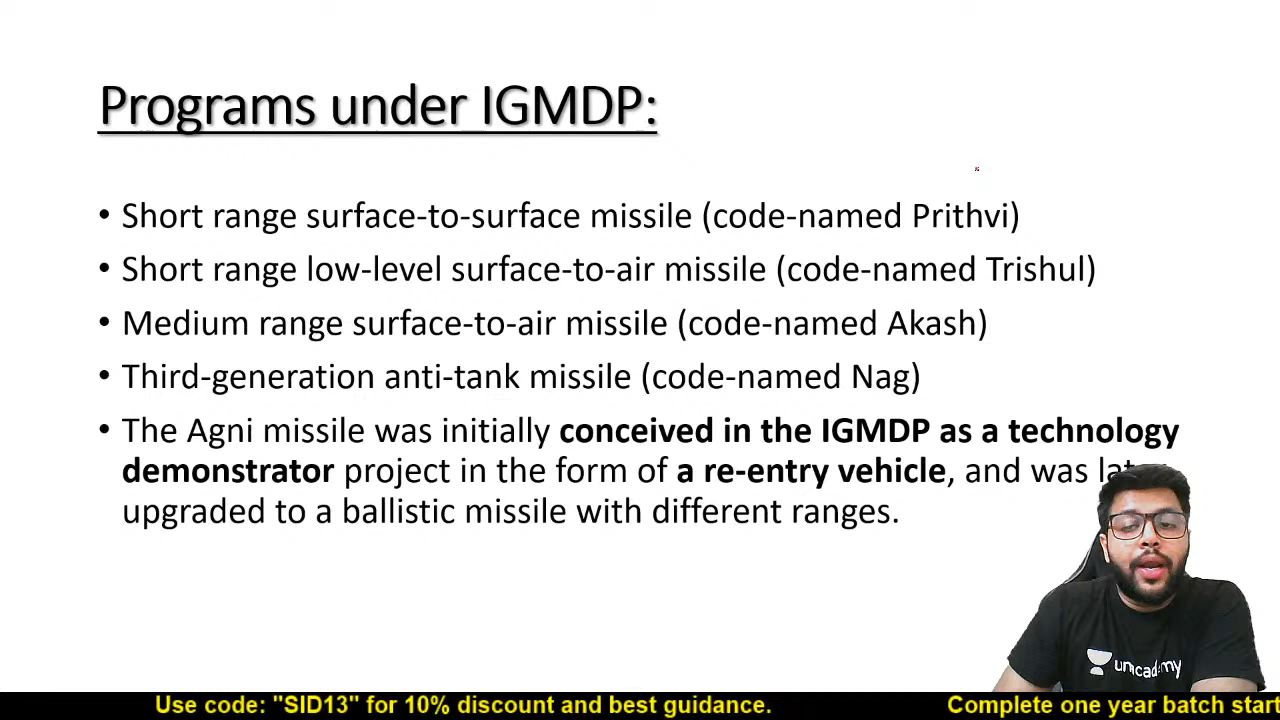 Programs under IGMDP:
• Short range surface-to-surface missile (code-named Prithvi)
• Short range low-level surface-to-air missile (code-named Trishul)
• Medium range surface-to-air missile (code-named Akash)
• Third-generation anti-tank missile (code-named Nag)
• The Agni missile was initially conceived in the IGMDP as a technology
demonstrator project in the form of a re-entry vehicle, and was
upgraded to a ballistic missile with different ranges.
unacademy
Use code: "SID13" for 10% discount and best guidance. Complete one year batch start